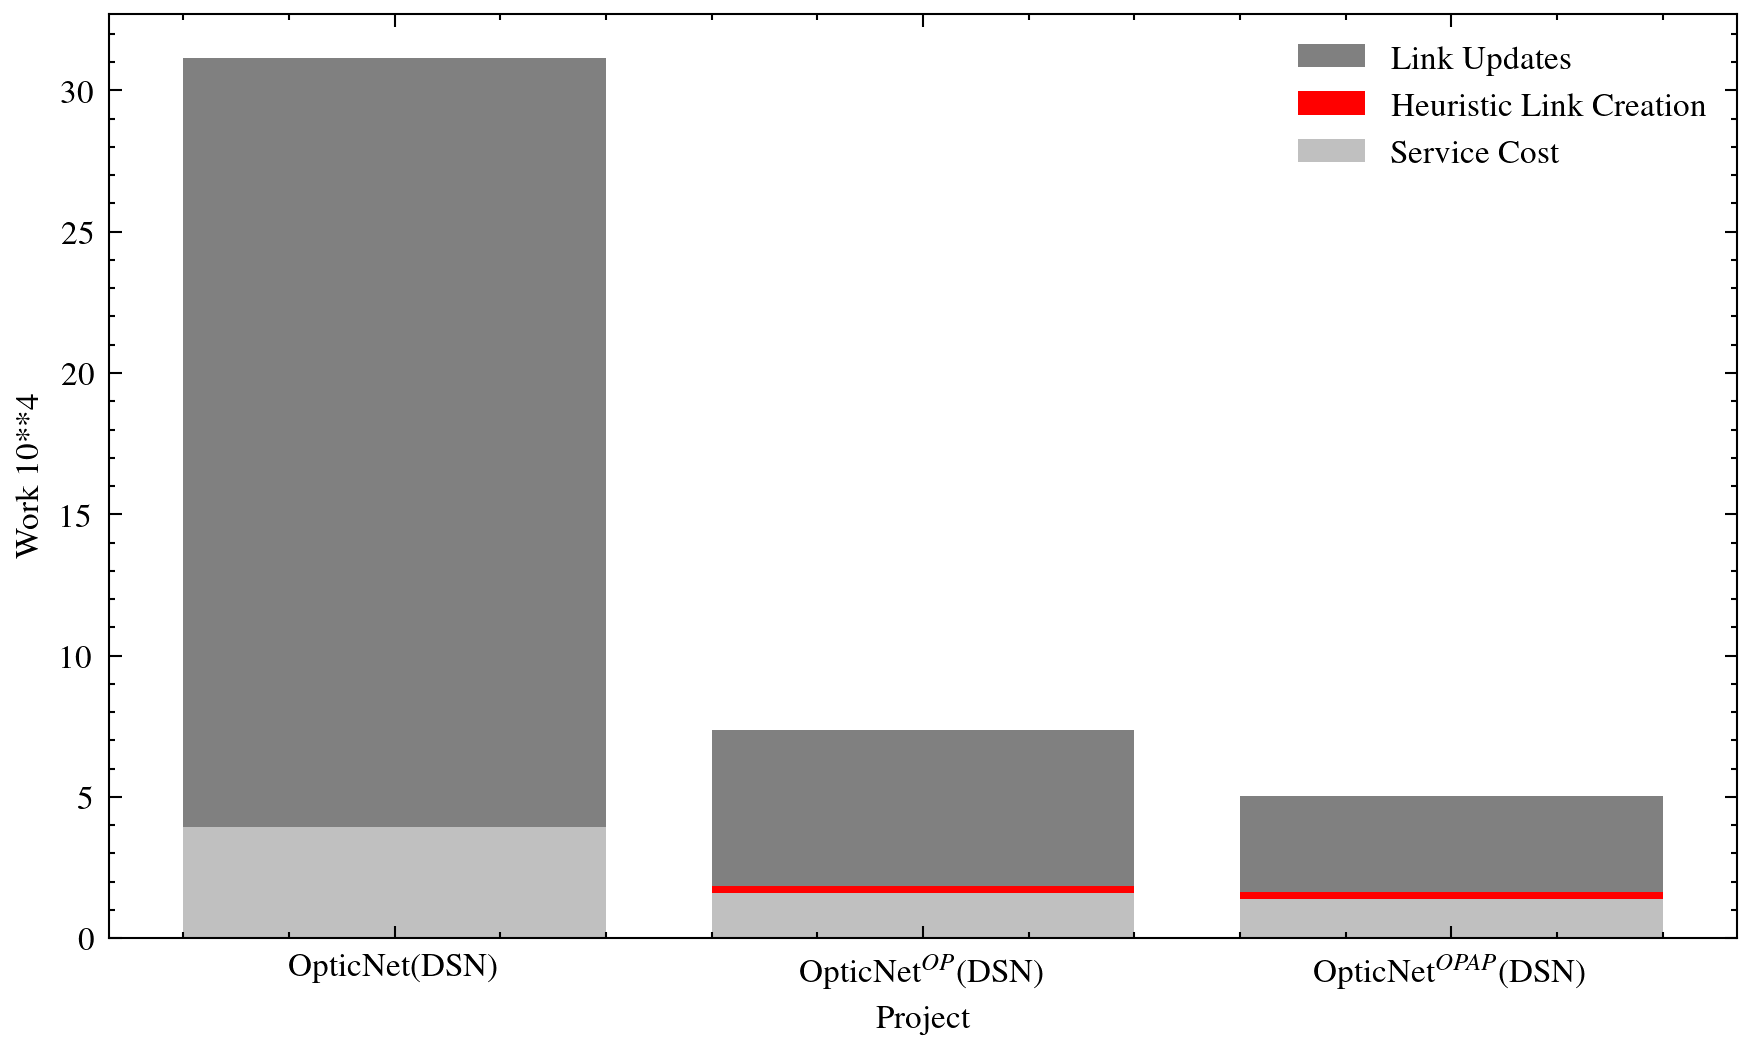 Link Updates
Heuristic Link Creation
Service Cost
30
25
20
15
10
5
0
Work 10**4
OpticNet(DSN)
OpticNet^{OP}(DSN)
OpticNet^{OPAP}(DSN)
Project